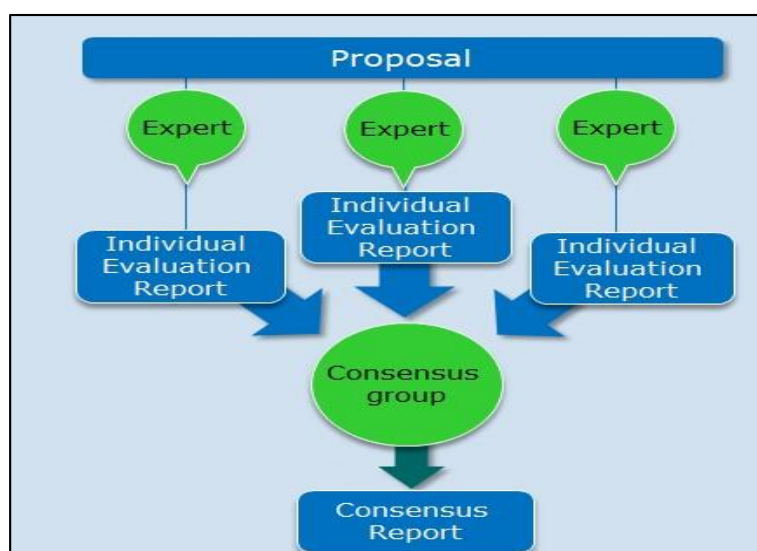 Proposal
Expert
Expert
Expert
Individual
Evaluation
Report
Individual
Evaluation
Report
Individual
Evaluation
Report
Consensus
group
Consensus
Report